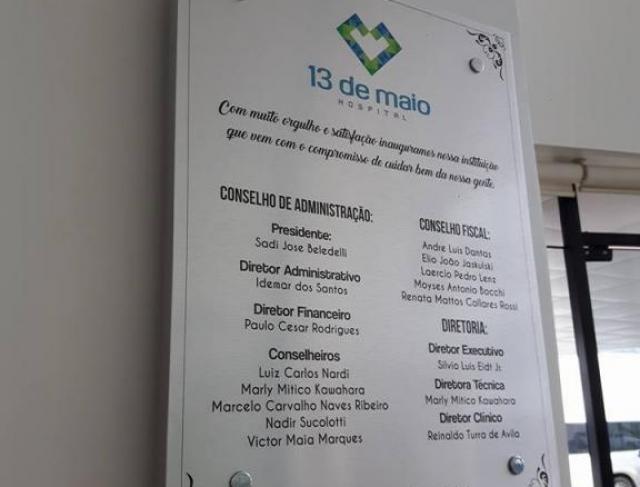 13 de maio
HOSPITAL
Com muito orgulho e satisfação inauguramos nossa instituição
que vem com o compromisso de cuidar bem da nossa gente.
CONSELHO DE ADMINISTRAÇÃO:
Presidente:
Sadi Jose Beledelli
Diretor Administrativo
Idemar dos Santos
Diretor Financeiro
Paulo Cesar Rodrigues
Conselheiros
Luiz Carlos Nardi
Marly Mitico Kawahara
Marcelo Carvalho Naves Ribeiro
Nadir Sucolotti
Victor Maia Marques
CONSELHO FISCAL:
Andre Luis Dantas
Elio João Jaskulski
Laercio Pedro Lenz
Moyses Antonio Bocchi
Renata Mattos Collares Rossi
DIRETORIA:
Diretor Executivo
Silvio Luis Eidt Jr.
Diretora Técnica
Marly Mitico Kawahara
Diretor Clínico
Reinaldo Turra de Avila